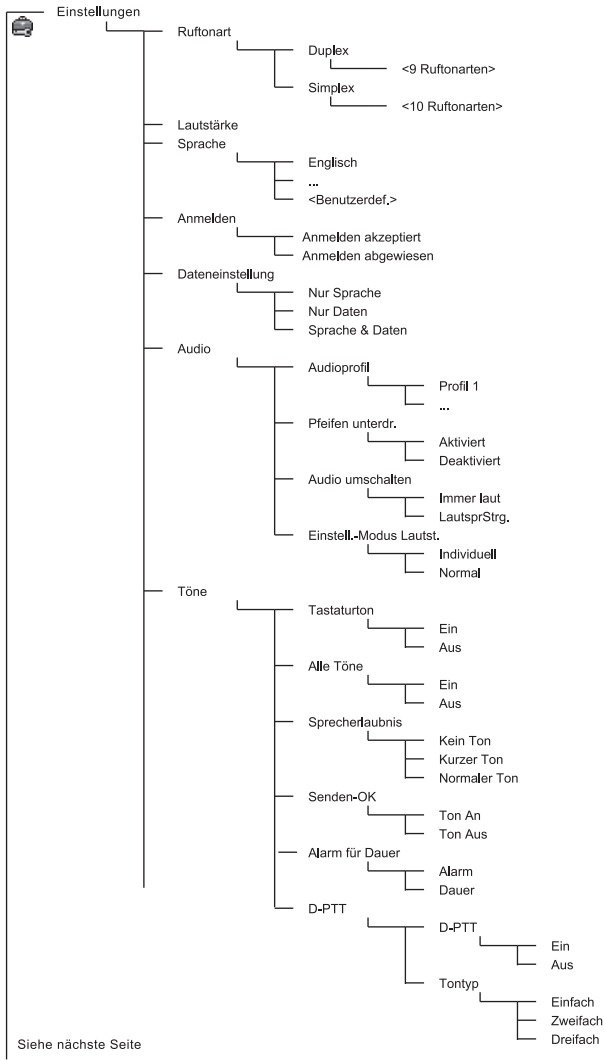 Einstellungen
Ruftonart
Duplex
<9 Ruftonarten>
Simplex
<10 Ruftonarten>
Lautstärke
Sprache
Englisch
...
<Benutzerdef.>
Anmelden
Anmelden akzeptiert
Anmelden abgewiesen
Dateneinstellung
Nur Sprache
Nur Daten
Sprache & Daten
Audio
Audioprofil
Profil 1
...
Pfeifen unterdr.
Aktiviert
Deaktiviert
Audio umschalten
Immer laut
LautsprStrg.
Einstell.-Modus Lautst.
Individuell
Normal
Töne
Tastaturton
Ein
Aus
Alle Töne
Ein
Aus
Sprecherlaubnis
Kein Ton
Kurzer Ton
Normaler Ton
Senden-OK
Ton An
Ton Aus
Alarm für Dauer
Alarm
Dauer
D-PTT
D-PTT
Ein
Aus
Tontyp
Einfach
Zweifach
Dreifach
Siehe nächste Seite